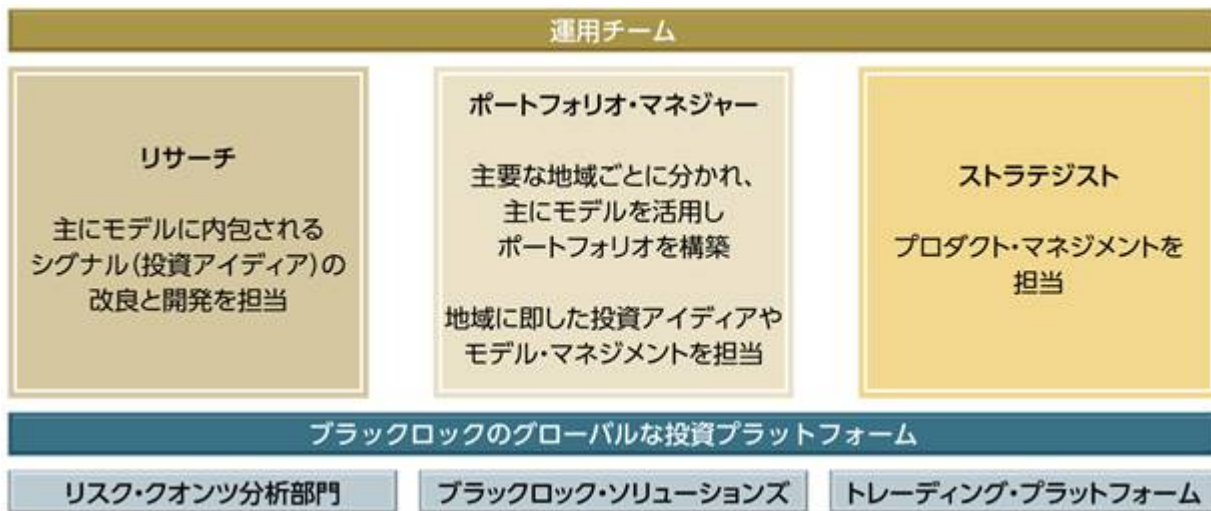 運用チーム
リサーチ
主にモデルに内包される
シグナル(投資アイディア)の
改良と開発を担当
ポートフォリオ・マネジャー
主要な地域ごとに分かれ、
主にモデルを活用し
ポートフォリオを構築
地域に即した投資アイディアや
モデル・マネジメントを担当
ストラテジスト
プロダクト・マネジメントを
担当
ブラックロックのグローバルな投資プラットフォーム
リスク・クオンツ分析部門
ブラックロック・ソリューションズ
トレーディング・プラットフォーム